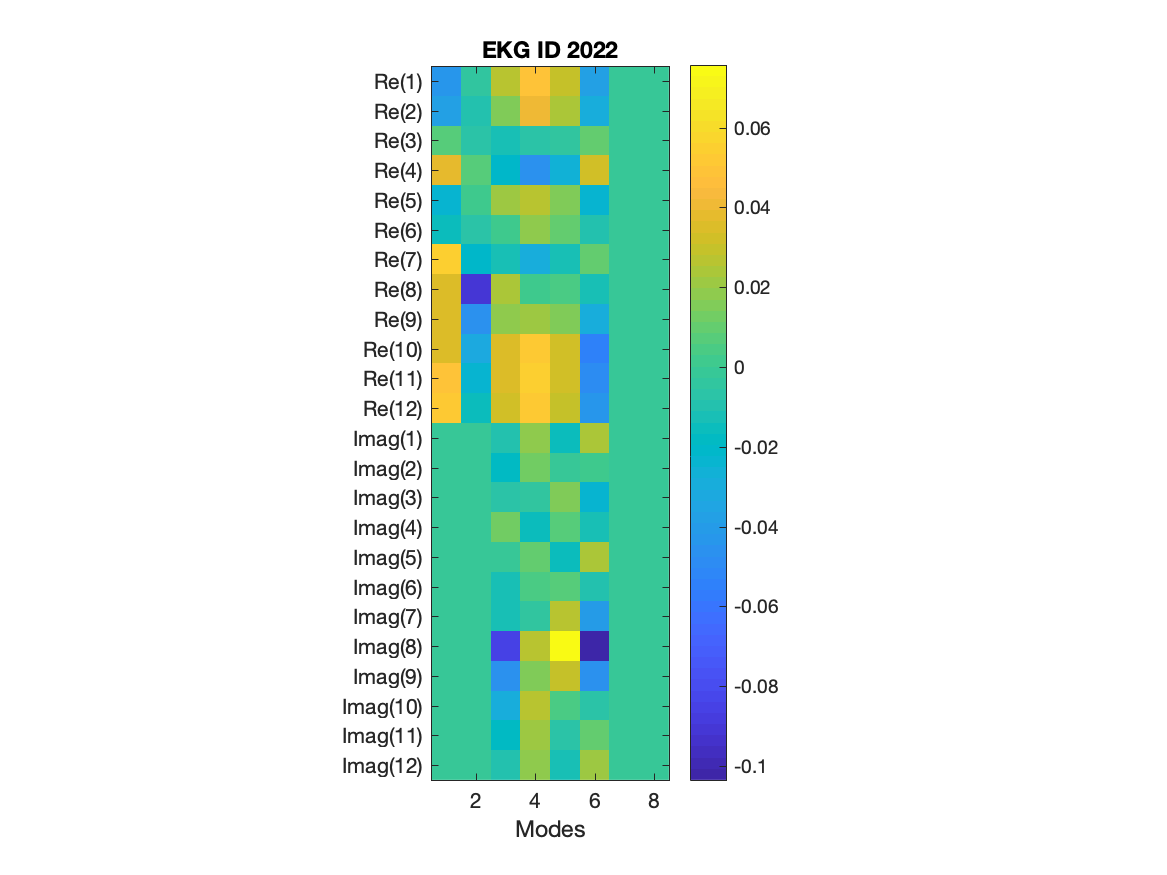 EKG ID 2022
Re(1)
Re(2)
Re(3)
Re(4)
Re(5)
Re(6)
Re(7)
Re(8)
Re(9)
Re(10)
Re(11)
Re(12)
Imag(1)
Imag(2)
Imag(3)
Imag(4)
Imag(5)
Imag(6)
Imag(7)
Imag(8)
Imag(9)
Imag(10)
Imag(11)
Imag(12)
2 4 6 8
Modes
0.06
0.04
0.02
0
-0.02
-0.04
-0.06
-0.08
-0.1